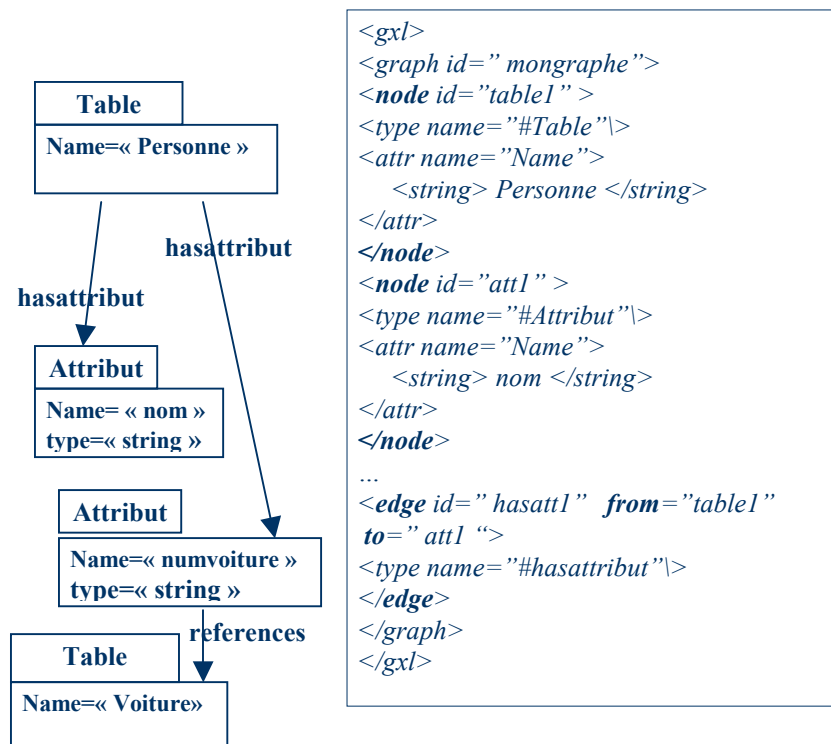 Table
Name=« Personne »
hasattribut
hasattribut
Attribut
Name= « nom »
type=« string »
Attribut
Name=« numvoiture »
type=« string »
references
Table
Name=« Voiture»
<gxl>
<graph id=” mongraphe”>
<node id=”table1” >
<type name=”#Table”\>
<attr name=”Name”>
<string> Personne </string>
</attr>
</node>
<node id=”att1” >
<type name=”#Attribut”\>
<attr name=”Name”>
<string> nom </string>
</attr>
</node>
...
<edge id=” hasatt1” from=”table1”
to=” att1 “>
<type name=”#hasattribut”\>
</edge>
</graph>
</gxl>